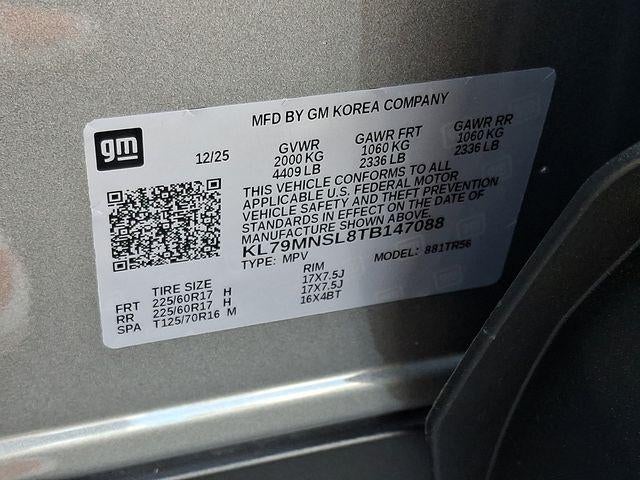 gm
MFD BY GM KOREA COMPANY
12/25 GVWR GAWR FRT GAWR RR
2000 KG 1060 KG 1060 KG
4409 LB 2336 LB 2336 LB
THIS VEHICLE CONFORMS TO ALL
APPLICABLE U.S. FEDERAL MOTOR
VEHICLE SAFETY AND THEFT PREVENTION
STANDARDS IN EFFECT ON THE DATE OF
MANUFACTURE SHOWN ABOVE.
KL79MNSL8TB147088
TYPE: MPV MODEL: 881TR56
TIRE SIZE RIM
FRT 225/60R17 H 17X7.5J
RR 225/60R17 H 17X7.5J
SPA T125/70R16 M 16X4BT